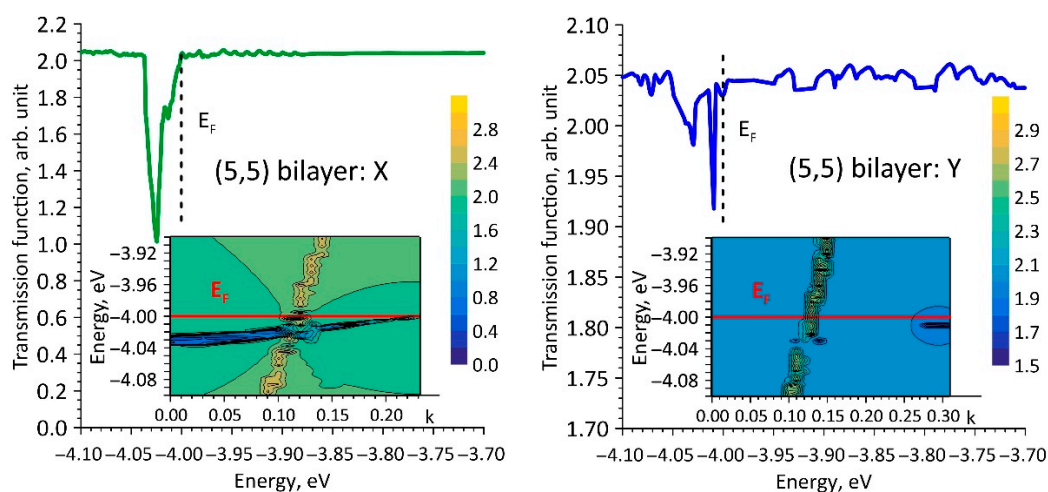 Transmission function, arb. unit
2.2
2.0
1.8
1.6
1.4
1.2
1.0
0.8
0.6
0.4
0.2
0.0
E_F
(5,5) bilayer: X
2.8
2.4
2.0
1.6
1.2
0.8
0.4
0.0
Energy, eV
−3.92
−3.96
−4.00
−4.04
−4.08
E_F
0.00 0.05 0.10 0.15 0.20 k
−4.10 −4.05 −4.00 −3.95 −3.90 −3.85 −3.80 −3.75 −3.70
Energy, eV
Transmission function, arb. unit
2.10
2.05
2.00
1.95
1.90
1.85
1.80
1.75
1.70
E_F
(5,5) bilayer: Y
2.9
2.7
2.5
2.3
2.1
1.9
1.7
1.5
Energy, eV
−3.92
−3.96
−4.00
−4.04
−4.08
E_F
0.00 0.05 0.10 0.15 0.20 0.25 0.30 k
−4.10 −4.05 −4.00 −3.95 −3.90 −3.85 −3.80 −3.75 −3.70
Energy, eV